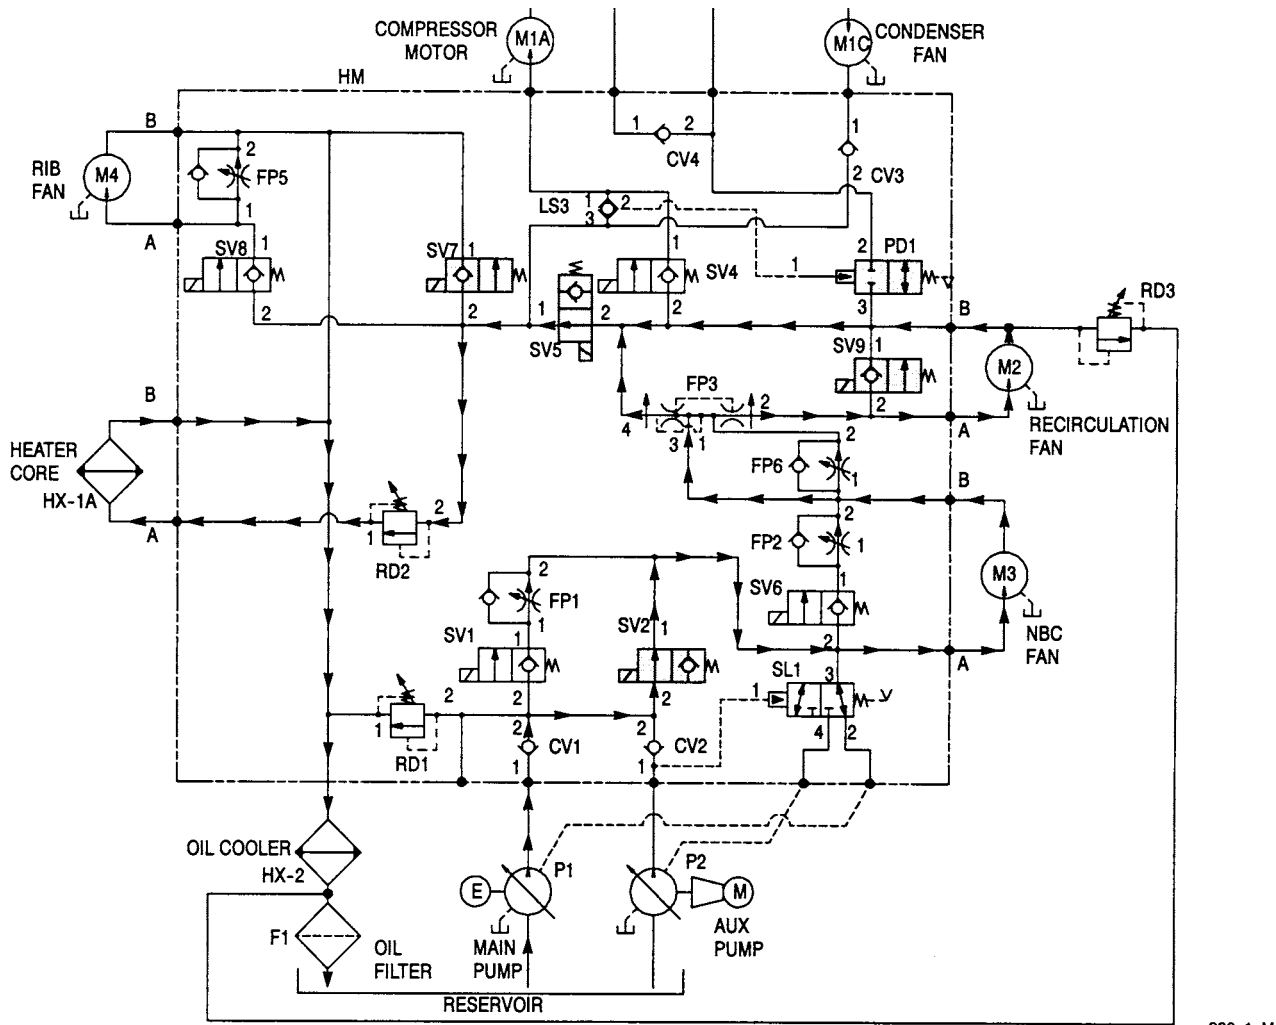 COMPRESSOR
MOTOR
M1A
M1C
CONDENSER
FAN
HM
B
1
2
CV4
1
2
CV3
RIB
FAN
M4
2
FP5
1
A
LS3
1
2
3
SV8
1
2
SV7
1
2
SV4
1
2
SV5
1
2
PD1
2
1
3
B
RD3
SV9
1
2
M2
RECIRCULATION
FAN
FP3
2
4
3
1
A
B
HEATER
CORE
HX-1A
A
FP6
2
1
B
FP2
2
1
RD2
1
2
FP1
2
1
SV6
1
2
M3
NBC
FAN
A
SV1
1
2
SV2
1
2
SL1
1
3
4
2
RD1
1
2
CV1
2
1
CV2
2
1
OIL COOLER
HX-2
E
P1
P2
M
F1
OIL
FILTER
MAIN
PUMP
AUX
PUMP
RESERVOIR